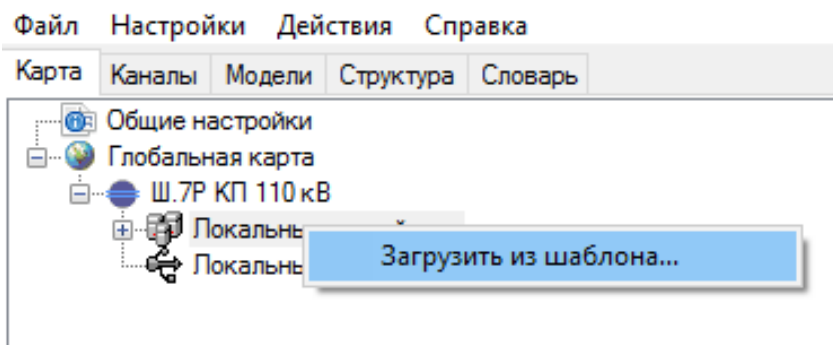 Файл Настройки Действия Справка
Карта Каналы Модели Структура Словарь
Общие настройки
Глобальная карта
Ш.7Р КП 110 кВ
Загрузить из шаблона...